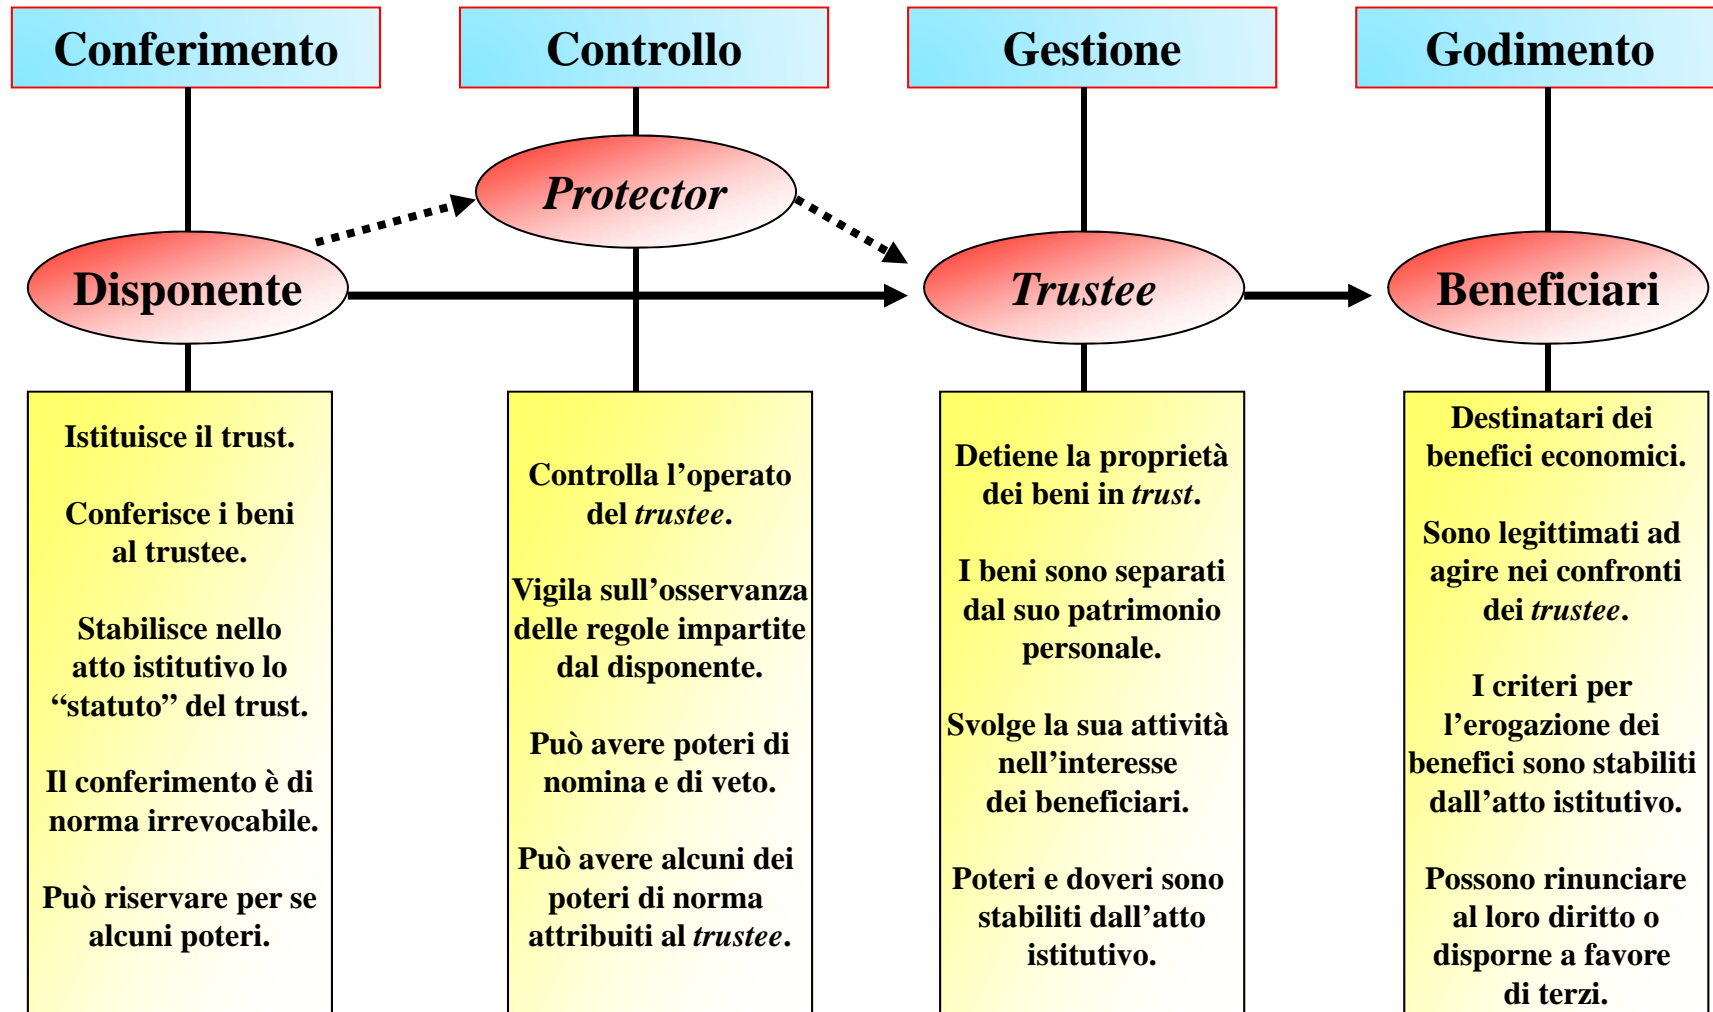 Conferimento
Controllo
Gestione
Godimento
Protector
Disponente
Trustee
Beneficiari
Istituisce il trust.
Conferisce i beni
al trustee.
Stabilisce nello
atto istitutivo lo
“statuto” del trust.
Il conferimento è di
norma irrevocabile.
Può riservare per se
alcuni poteri.
Controlla l’operato
del trustee.
Vigila sull’osservanza
delle regole impartite
dal disponente.
Può avere poteri di
nomina e di veto.
Può avere alcuni dei
poteri di norma
attribuiti al trustee.
Detiene la proprietà
dei beni in trust.
I beni sono separati
dal suo patrimonio
personale.
Svolge la sua attività
nell’interesse
dei beneficiari.
Poteri e doveri sono
stabiliti dall’atto
istitutivo.
Destinatari dei
benefici economici.
Sono legittimati ad
agire nei confronti
dei trustee.
I criteri per
l’erogazione dei
benefici sono stabiliti
dall’atto istitutivo.
Possono rinunciare
al loro diritto o
disporne a favore
di terzi.